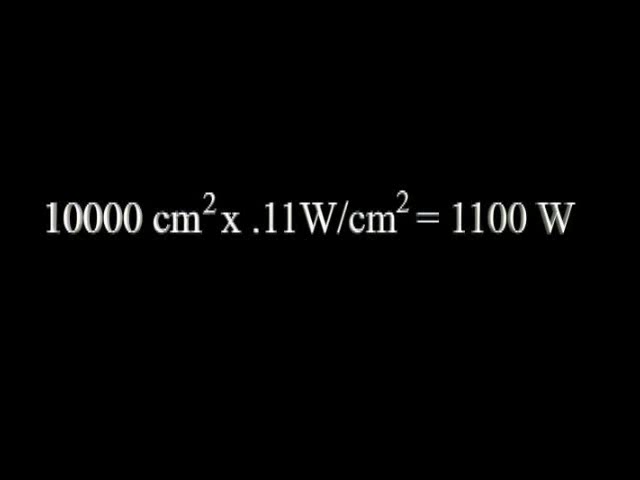 10000 cm² x .11W/cm² = 1100 W